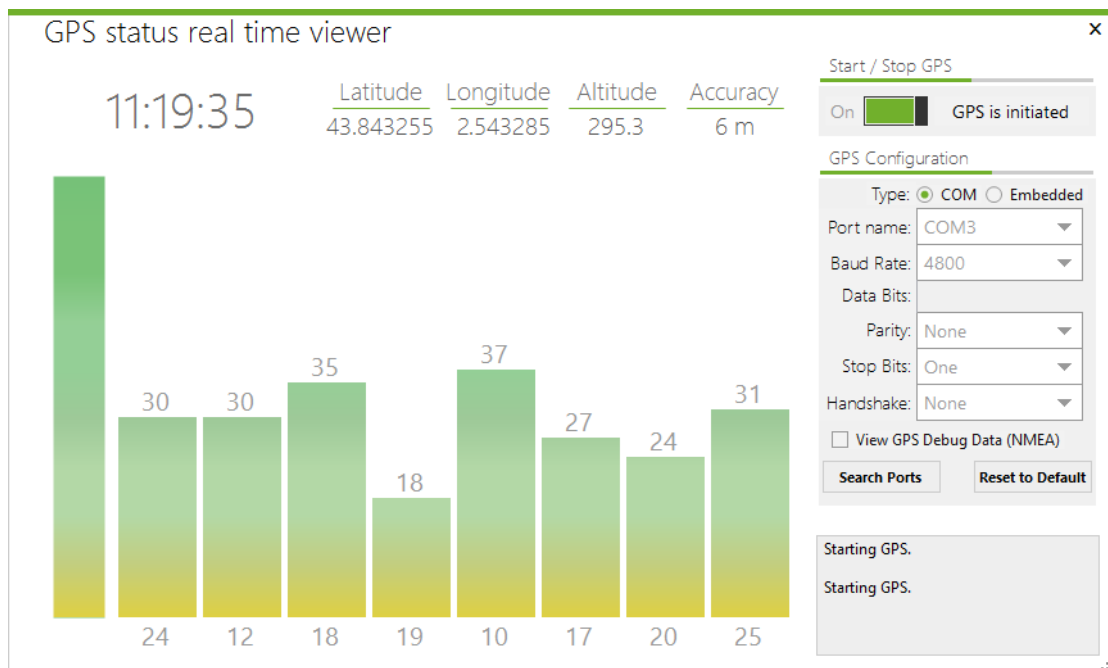 GPS status real time viewer
x
11:19:35
Latitude Longitude Altitude Accuracy
43.843255 2.543285 295.3 6 m
30 30 35 18 37 27 24 31
24 12 18 19 10 17 20 25
Start / Stop GPS
On GPS is initiated
GPS Configuration
Type: COM Embedded
Port name: COM3
Baud Rate: 4800
Data Bits:
Parity: None
Stop Bits: One
Handshake: None
View GPS Debug Data (NMEA)
Search Ports Reset to Default
Starting GPS.
Starting GPS.